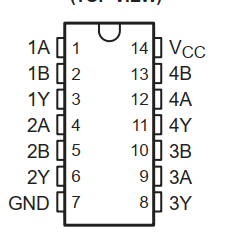 (TOP VIEW)
1A 1 14 VCC
1B 2 13 4B
1Y 3 12 4A
2A 4 11 4Y
2B 5 10 3B
2Y 6 9 3A
GND 7 8 3Y